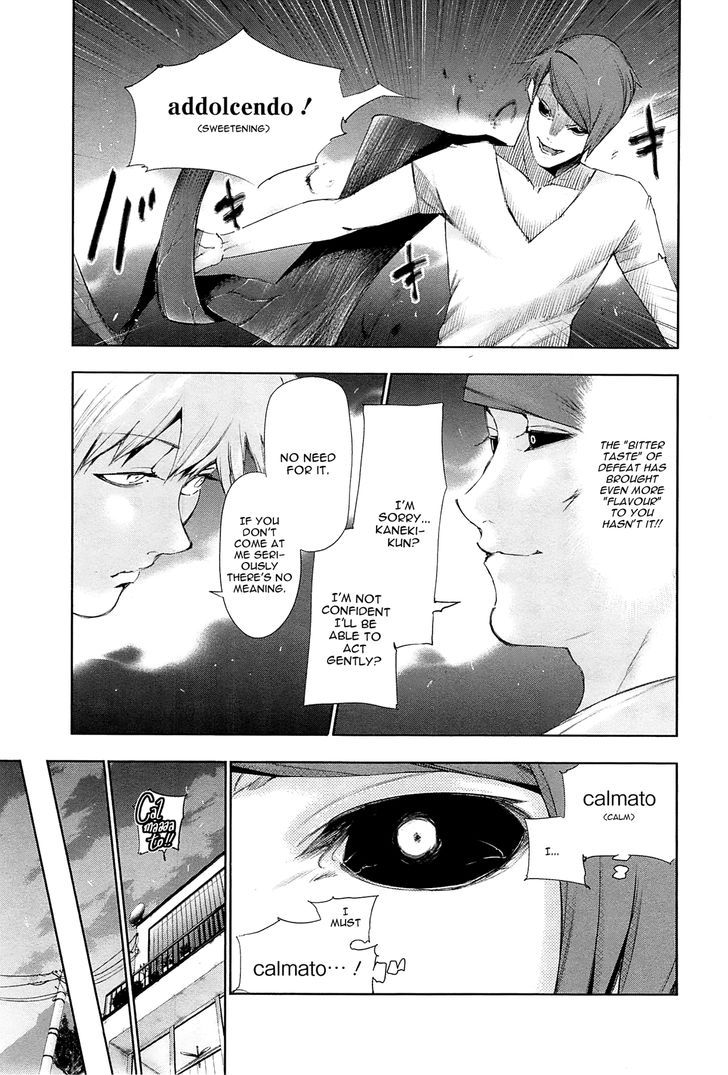 addolcendo!
(SWEETENING)
THE "BITTER
TASTE" OF
DEFEAT HAS
BROUGHT
EVEN MORE
"FLAVOUR"
TO YOU
HASN'T IT!!
I'M
SORRY...
KANEKI-
KUN?
I'M NOT
CONFIDENT
I'LL BE
ABLE TO
ACT
GENTLY?
NO NEED
FOR IT.
IF YOU
DON'T
COME AT
ME SERI-
OUSLY
THERE'S NO
MEANING.
calmato
(CALM)
I...
I
MUST
calmato…!
Cal
maaaa
to!!